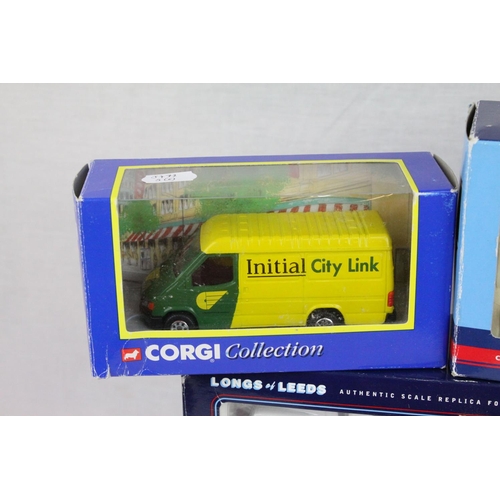 Initial City Link
CORGI Collection
LONGS of LEEDS AUTHENTIC SCALE REPLICA FO